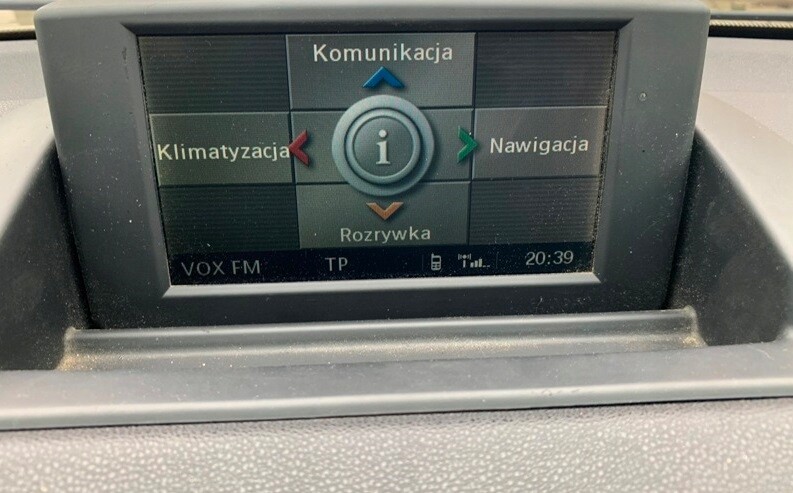 Komunikacja
Klimatyzacja
i
Nawigacja
Rozrywka
VOX FM TP 20:39